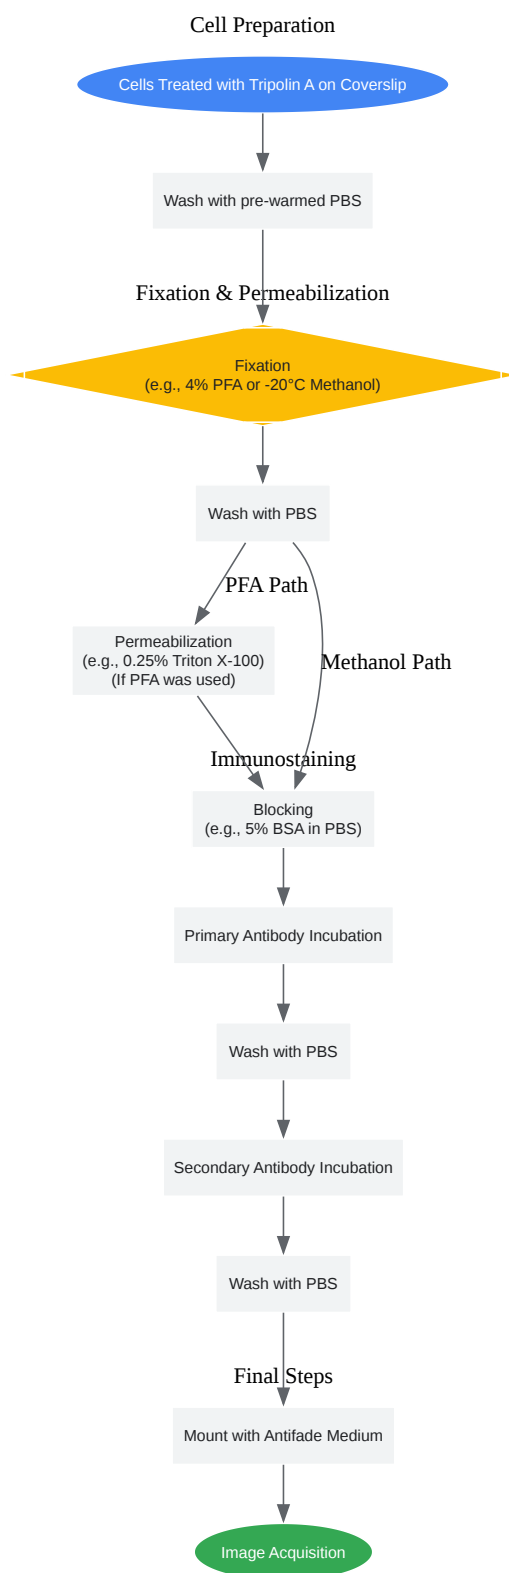 Cell Preparation
Cells Treated with Tripolin A on Coverslip
Wash with pre-warmed PBS
Fixation & Permeabilization
Fixation
(e.g., 4% PFA or -20°C Methanol)
Wash with PBS
PFA Path
Permeabilization
(e.g., 0.25% Triton X-100)
(If PFA was used)
Methanol Path
Immunostaining
Blocking
(e.g., 5% BSA in PBS)
Primary Antibody Incubation
Wash with PBS
Secondary Antibody Incubation
Wash with PBS
Final Steps
Mount with Antifade Medium
Image Acquisition